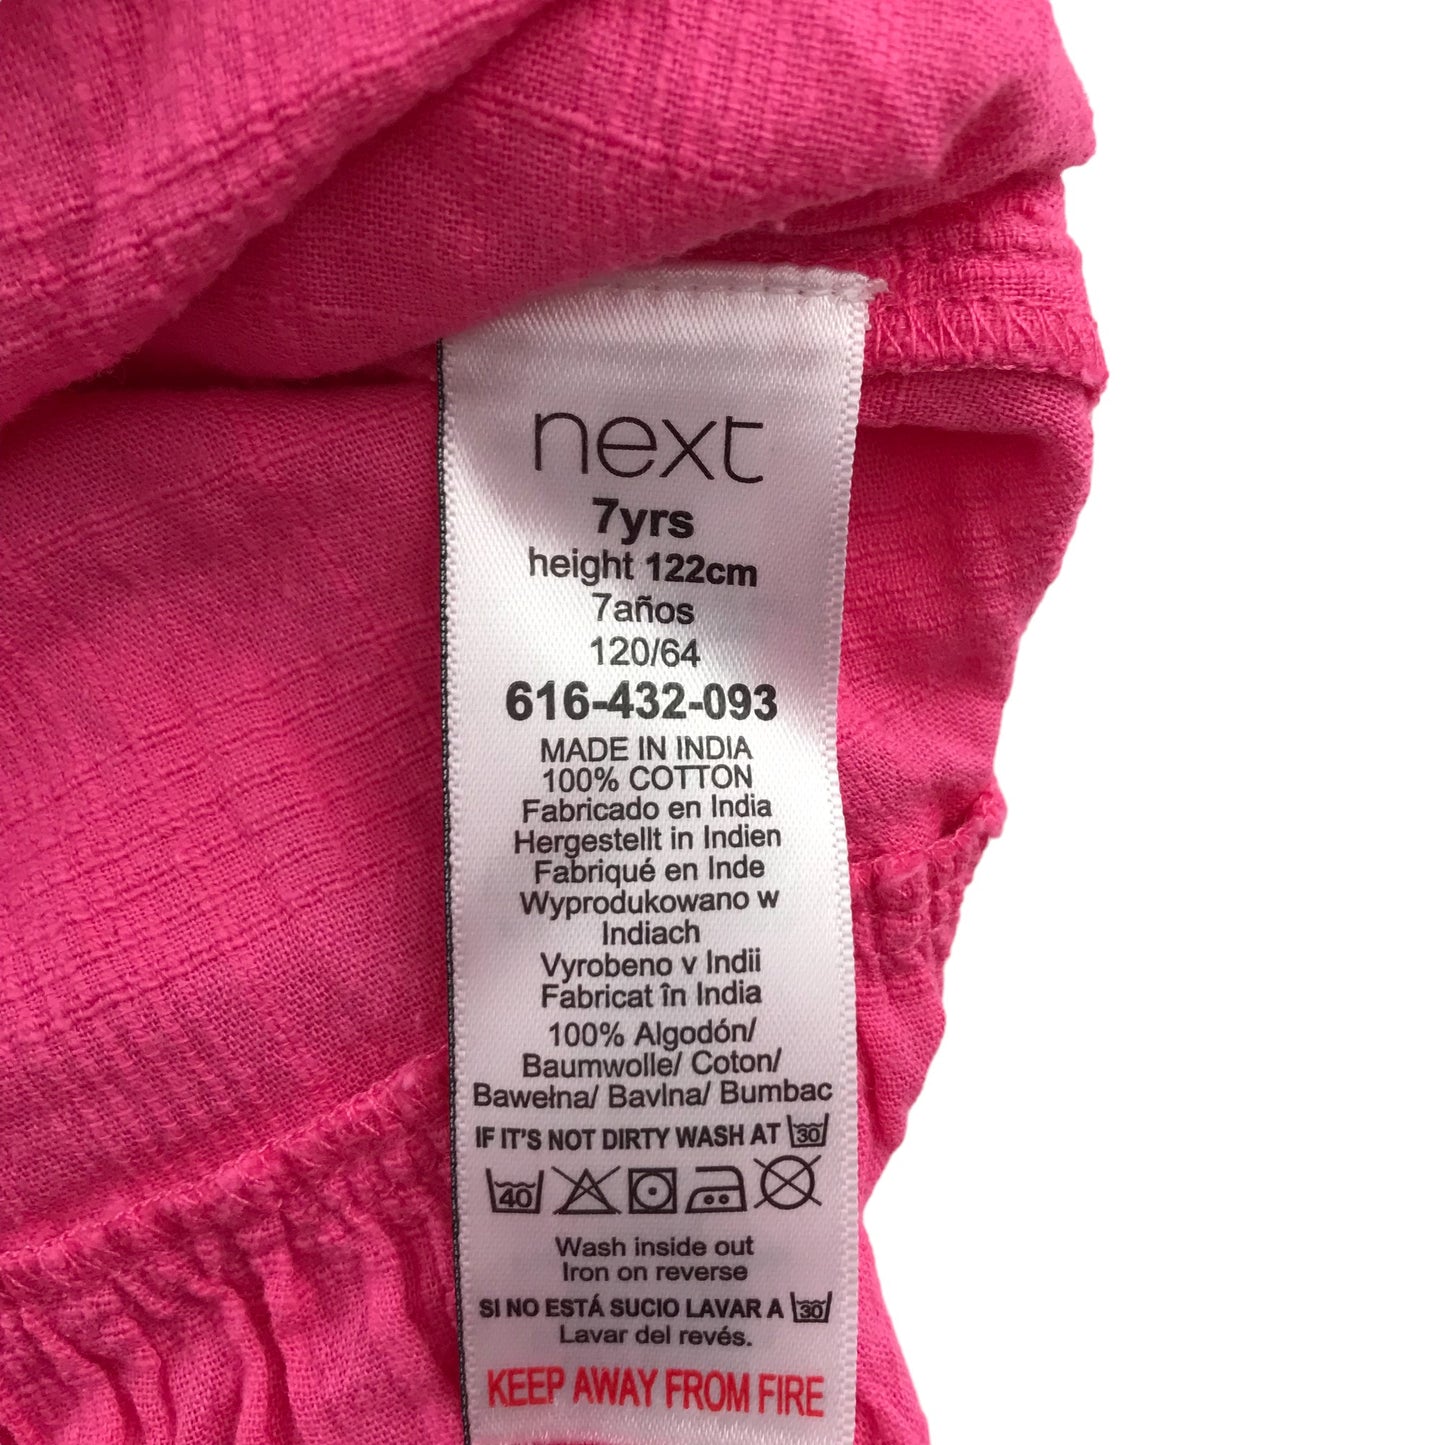 next
7yrs
height 122cm
7años
120/64
616-432-093
MADE IN INDIA
100% COTTON
Fabricado en India
Hergestellt in Indien
Fabriqué en Inde
Wyprodukowano w
Indiach
Vyrobeno v Indii
Fabricat în India
100% Algodón/
Baumwolle/ Coton/
Bawełna/ Bavlna/ Bumbac
IF IT'S NOT DIRTY WASH AT 30
40
Wash inside out
Iron on reverse
SI NO ESTÁ SUCIO LAVAR A 30
Lavar del revés.
KEEP AWAY FROM FIRE